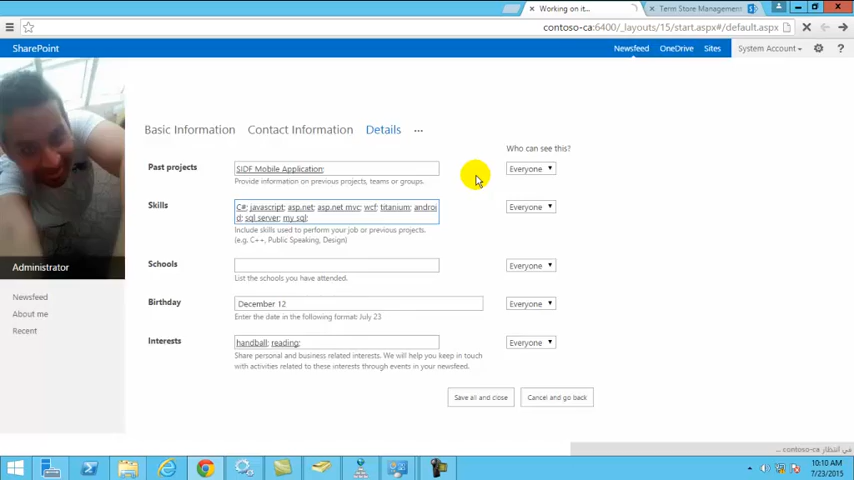 Working on it...
Term Store Management
contoso-ca:6400/_layouts/15/start.aspx#/default.aspx
SharePoint
Newsfeed
OneDrive
Sites
System Account
?
Basic Information
Contact Information
Details
...
Who can see this?
Past projects
SIDF Mobile Application;
Everyone
Provide information on previous projects, teams or groups.
Skills
C#; javascript; asp.net; asp.net mvc; wcf; titanium; androi
d; sql server; my sql;
Everyone
Include skills used to perform your job or previous projects.
(e.g. C++, Public Speaking, Design)
Administrator
Schools
Everyone
List the schools you have attended.
Newsfeed
About me
Recent
Birthday
December 12
Everyone
Enter the date in the following format: July 23
Interests
handball; reading;
Everyone
Share personal and business related interests. We will help you keep in touch
with activities related to these interests through events in your newsfeed.
Save all and close
Cancel and go back
في انتظار contoso-ca ...
10:10 AM
7/23/2015